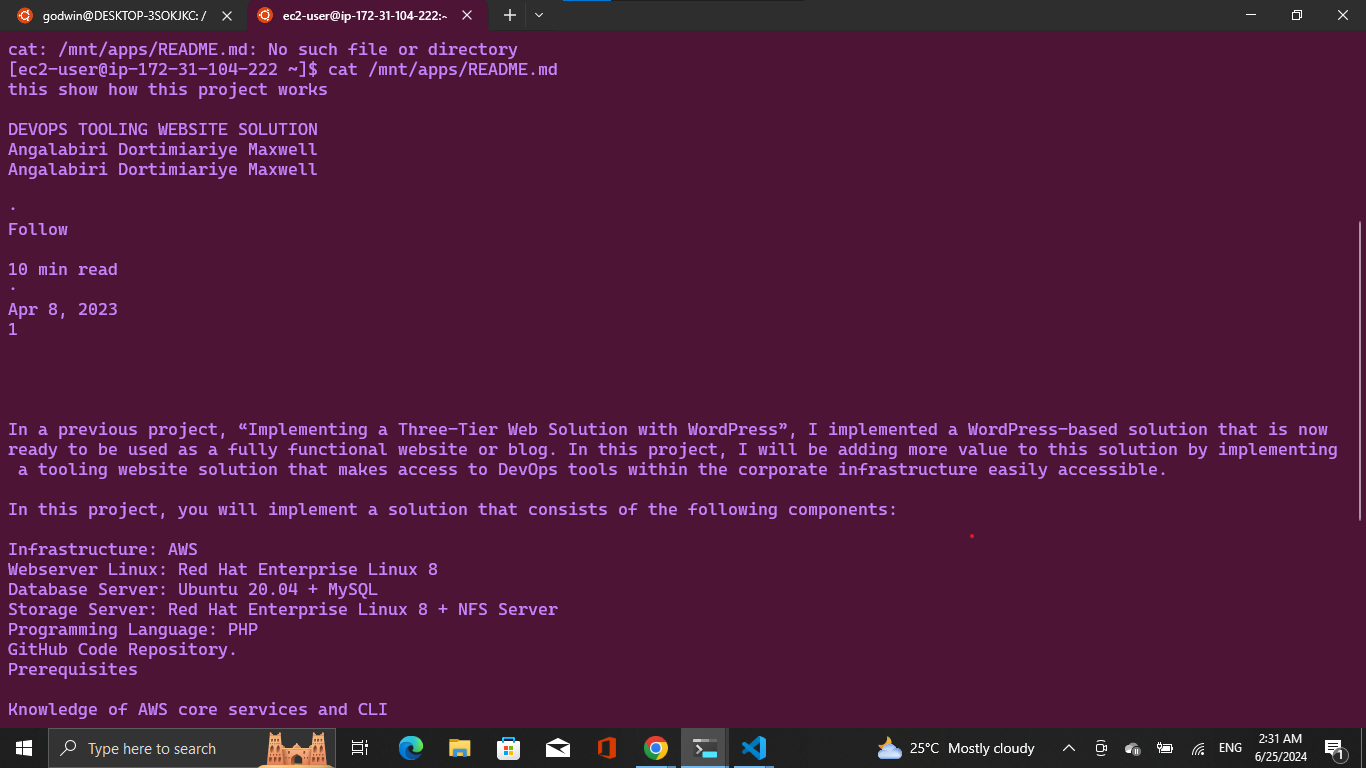 godwin@DESKTOP-3SOKJKC: /
ec2-user@ip-172-31-104-222:~
cat: /mnt/apps/README.md: No such file or directory
[ec2-user@ip-172-31-104-222 ~]$ cat /mnt/apps/README.md
this show how this project works
DEVOPS TOOLING WEBSITE SOLUTION
Angalabiri Dortimiariye Maxwell
Angalabiri Dortimiariye Maxwell
·
Follow
10 min read
·
Apr 8, 2023
1
In a previous project, “Implementing a Three-Tier Web Solution with WordPress”, I implemented a WordPress-based solution that is now
ready to be used as a fully functional website or blog. In this project, I will be adding more value to this solution by implementing
a tooling website solution that makes access to DevOps tools within the corporate infrastructure easily accessible.
In this project, you will implement a solution that consists of the following components:
Infrastructure: AWS
Webserver Linux: Red Hat Enterprise Linux 8
Database Server: Ubuntu 20.04 + MySQL
Storage Server: Red Hat Enterprise Linux 8 + NFS Server
Programming Language: PHP
GitHub Code Repository.
Prerequisites
Knowledge of AWS core services and CLI
Type here to search
25°C Mostly cloudy
ENG
2:31 AM
6/25/2024
1